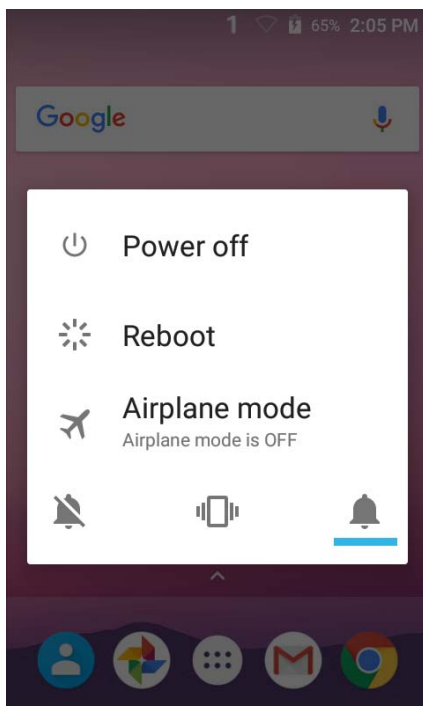 1 65% 2:05 PM
Google
Power off
Reboot
Airplane mode
Airplane mode is OFF